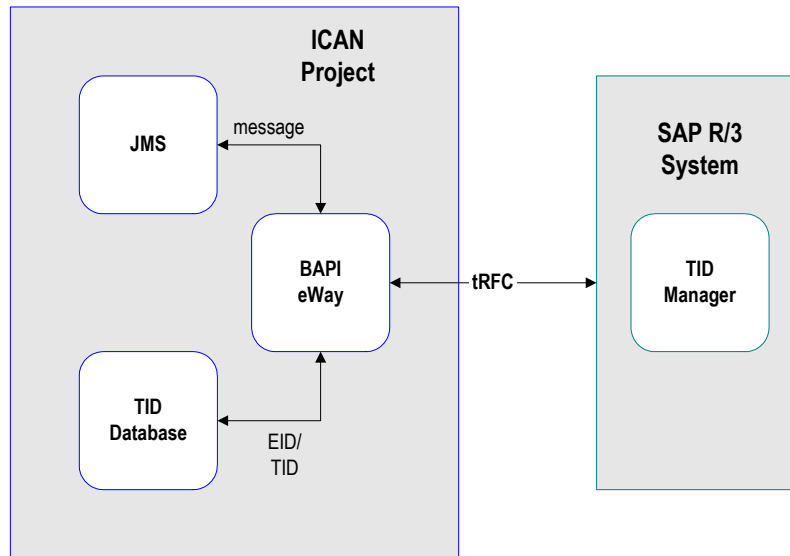 ICAN
Project
JMS
message
BAPI
eWay
TID
Database
EID/
TID
tRFC
SAP R/3
System
TID
Manager